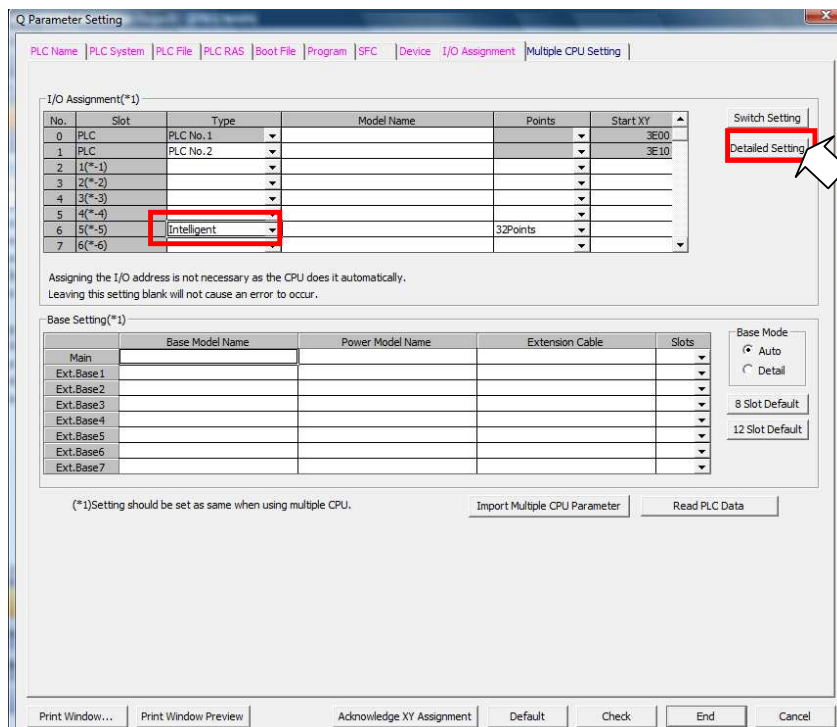 Q Parameter Setting
PLC Name PLC System PLC File PLC RAS Boot File Program SFC Device I/O Assignment Multiple CPU Setting
I/O Assignment(*1)
No. Slot Type Model Name Points Start XY
0 PLC PLC No.1 3E00
1 PLC PLC No.2 3E10
2 1(*-1)
3 2(*-2)
4 3(*-3)
5 4(*-4)
6 5(*-5) Intelligent 32Points
7 6(*-6)
Switch Setting
Detailed Setting
Assigning the I/O address is not necessary as the CPU does it automatically.
Leaving this setting blank will not cause an error to occur.
Base Setting(*1)
Base Model Name Power Model Name Extension Cable Slots
Main
Ext.Base1
Ext.Base2
Ext.Base3
Ext.Base4
Ext.Base5
Ext.Base6
Ext.Base7
Base Mode
Auto
Detail
8 Slot Default
12 Slot Default
(*1)Setting should be set as same when using multiple CPU.
Import Multiple CPU Parameter Read PLC Data
Print Window... Print Window Preview Acknowledge XY Assignment Default Check End Cancel